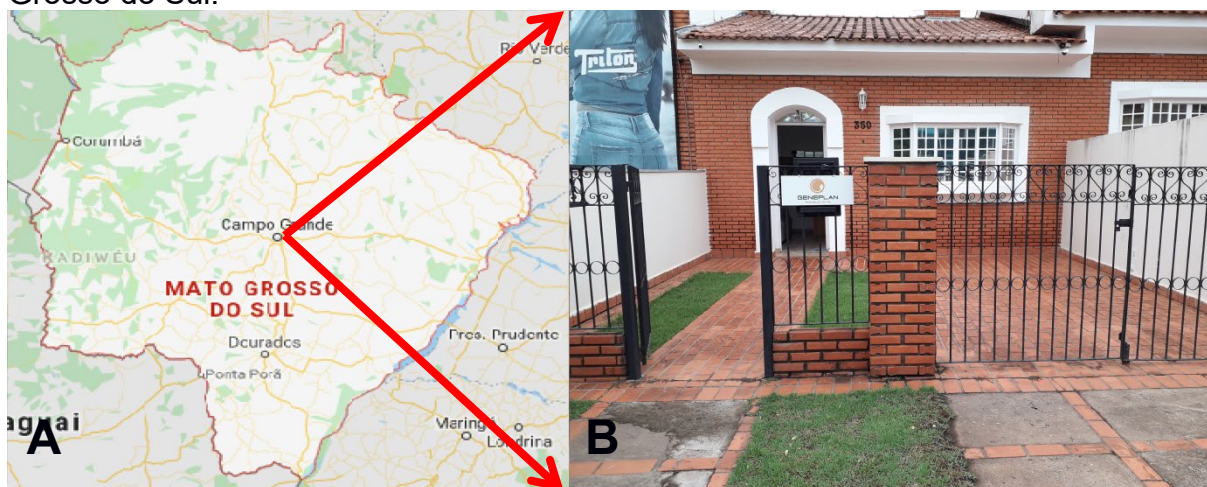 Grosso do Sul.
Rio Verde
Corumbá
Campo Grande
KADIWÉU
MATO GROSSO
DO SUL
Dourados
Pres. Prudente
Ponta Porã
aguai
Maringá
Londrina
A
Triton
350
GENEPLAN
B